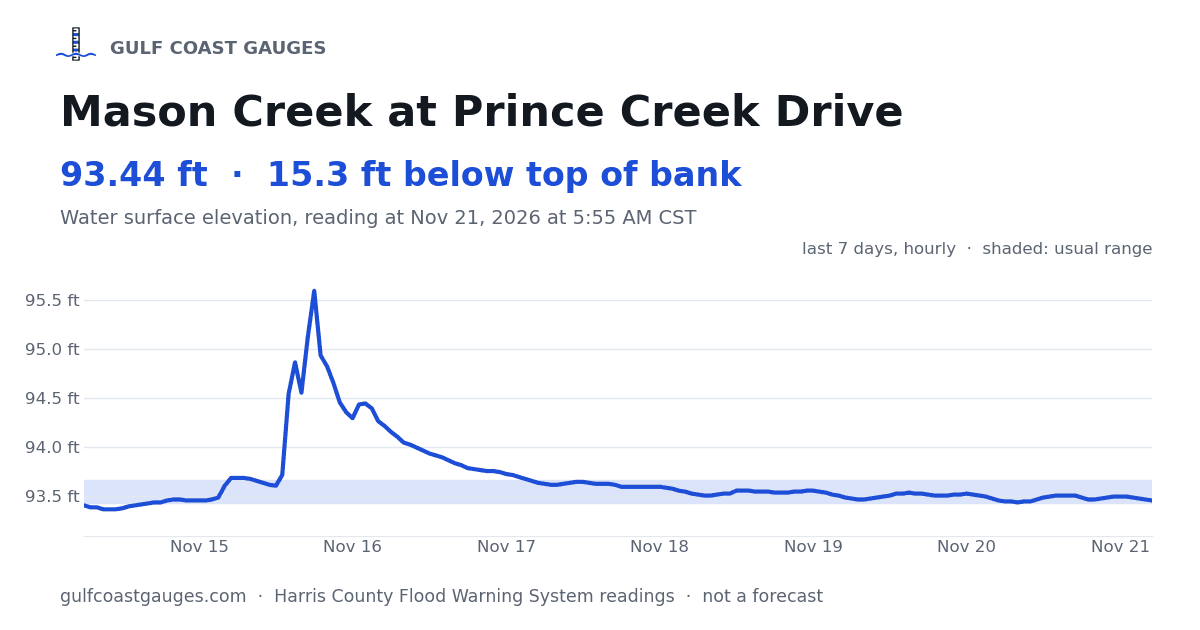 GULF COAST GAUGES
Mason Creek at Prince Creek Drive
93.44 ft · 15.3 ft below top of bank
Water surface elevation, reading at Nov 21, 2026 at 5:55 AM CST
last 7 days, hourly · shaded: usual range
95.5 ft
95.0 ft
94.5 ft
94.0 ft
93.5 ft
Nov 15 Nov 16 Nov 17 Nov 18 Nov 19 Nov 20 Nov 21
gulfcoastgauges.com · Harris County Flood Warning System readings · not a forecast